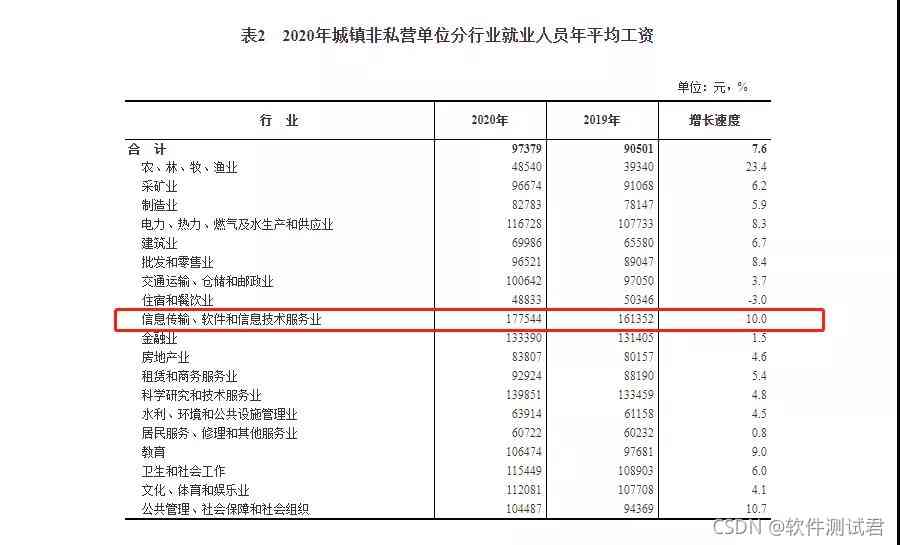 表2 2020年城镇非私营单位分行业就业人员年平均工资
单位：元，%
行 业 2020年 2019年 增长速度
合 计 97379 90501 7.6
农、林、牧、渔业 48540 39340 23.4
采矿业 96674 91068 6.2
制造业 82783 78147 5.9
电力、热力、燃气及水生产和供应业 116728 107733 8.3
建筑业 69986 65580 6.7
批发和零售业 96521 89047 8.4
交通运输、仓储和邮政业 100642 97050 3.7
住宿和餐饮业 48833 50346 -3.0
信息传输、软件和信息技术服务业 177544 161352 10.0
金融业 133390 131405 1.5
房地产业 83807 80157 4.6
租赁和商务服务业 92924 88190 5.4
科学研究和技术服务业 139851 133459 4.8
水利、环境和公共设施管理业 63914 61158 4.5
居民服务、修理和其他服务业 60722 60232 0.8
教育 106474 97681 9.0
卫生和社会工作 115449 108903 6.0
文化、体育和娱乐业 112081 107708 4.1
公共管理、社会保障和社会组织 104487 94369 10.7
CSDN @软件测试君